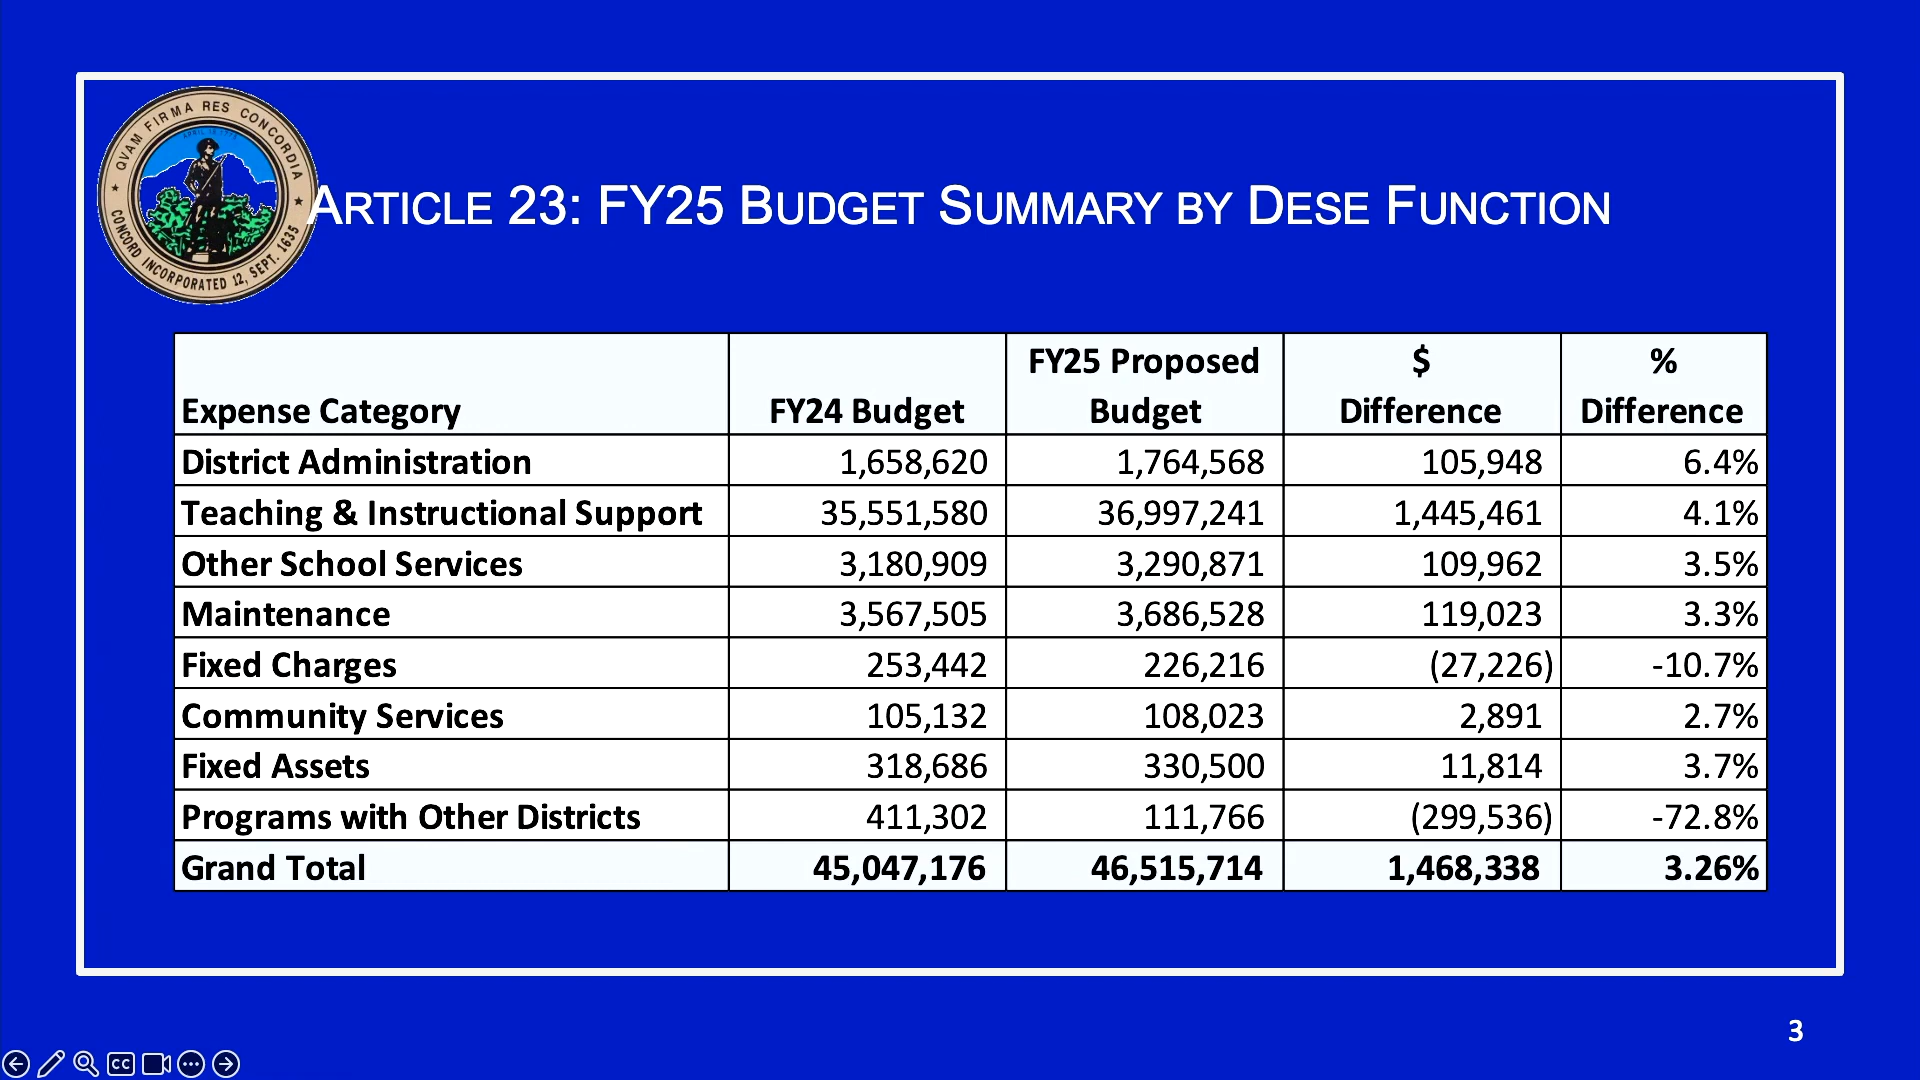 QVAM FIRMA RES CONCORDIA
CONCORD INCORPORATED 12, SEPT. 1635
ARTICLE 23: FY25 BUDGET SUMMARY BY DESE FUNCTION
Expense Category FY24 Budget FY25 Proposed Budget $ Difference % Difference
District Administration 1,658,620 1,764,568 105,948 6.4%
Teaching & Instructional Support 35,551,580 36,997,241 1,445,461 4.1%
Other School Services 3,180,909 3,290,871 109,962 3.5%
Maintenance 3,567,505 3,686,528 119,023 3.3%
Fixed Charges 253,442 226,216 (27,226) -10.7%
Community Services 105,132 108,023 2,891 2.7%
Fixed Assets 318,686 330,500 11,814 3.7%
Programs with Other Districts 411,302 111,766 (299,536) -72.8%
Grand Total 45,047,176 46,515,714 1,468,338 3.26%
3
CC